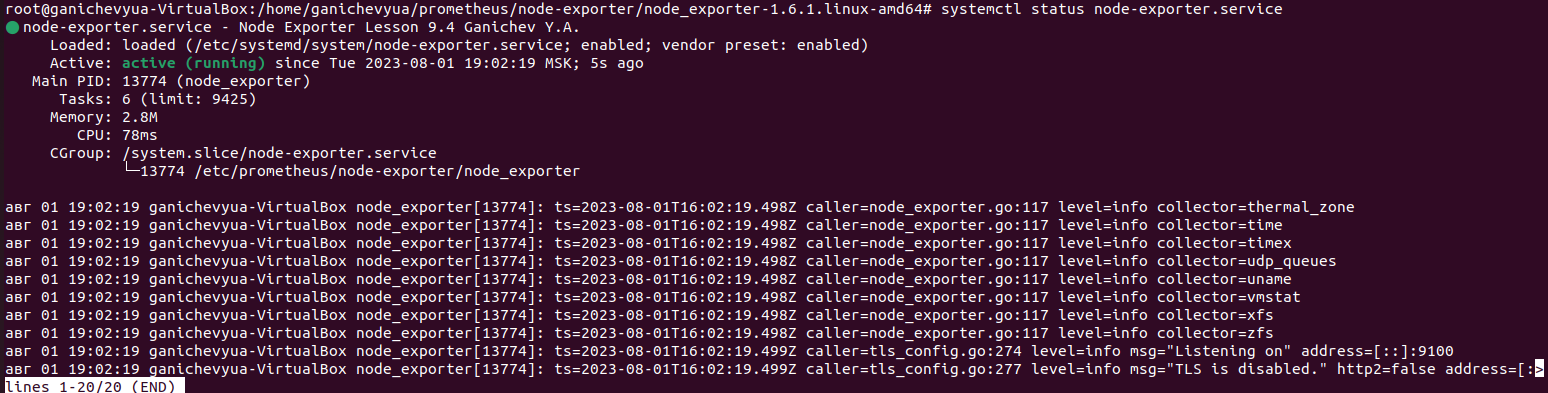 root@ganichevyua-VirtualBox:/home/ganichevyua/prometheus/node-exporter/node_exporter-1.6.1.linux-amd64# systemctl status node-exporter.service
● node-exporter.service - Node Exporter Lesson 9.4 Ganichev Y.A.
     Loaded: loaded (/etc/systemd/system/node-exporter.service; enabled; vendor preset: enabled)
     Active: active (running) since Tue 2023-08-01 19:02:19 MSK; 5s ago
   Main PID: 13774 (node_exporter)
      Tasks: 6 (limit: 9425)
     Memory: 2.8M
        CPU: 78ms
     CGroup: /system.slice/node-exporter.service
             └─13774 /etc/prometheus/node-exporter/node_exporter

авг 01 19:02:19 ganichevyua-VirtualBox node_exporter[13774]: ts=2023-08-01T16:02:19.498Z caller=node_exporter.go:117 level=info collector=thermal_zone
авг 01 19:02:19 ganichevyua-VirtualBox node_exporter[13774]: ts=2023-08-01T16:02:19.498Z caller=node_exporter.go:117 level=info collector=time
авг 01 19:02:19 ganichevyua-VirtualBox node_exporter[13774]: ts=2023-08-01T16:02:19.498Z caller=node_exporter.go:117 level=info collector=timex
авг 01 19:02:19 ganichevyua-VirtualBox node_exporter[13774]: ts=2023-08-01T16:02:19.498Z caller=node_exporter.go:117 level=info collector=udp_queues
авг 01 19:02:19 ganichevyua-VirtualBox node_exporter[13774]: ts=2023-08-01T16:02:19.498Z caller=node_exporter.go:117 level=info collector=uname
авг 01 19:02:19 ganichevyua-VirtualBox node_exporter[13774]: ts=2023-08-01T16:02:19.498Z caller=node_exporter.go:117 level=info collector=vmstat
авг 01 19:02:19 ganichevyua-VirtualBox node_exporter[13774]: ts=2023-08-01T16:02:19.498Z caller=node_exporter.go:117 level=info collector=xfs
авг 01 19:02:19 ganichevyua-VirtualBox node_exporter[13774]: ts=2023-08-01T16:02:19.498Z caller=node_exporter.go:117 level=info collector=zfs
авг 01 19:02:19 ganichevyua-VirtualBox node_exporter[13774]: ts=2023-08-01T16:02:19.499Z caller=tls_config.go:274 level=info msg="Listening on" address=[::]:9100
авг 01 19:02:19 ganichevyua-VirtualBox node_exporter[13774]: ts=2023-08-01T16:02:19.499Z caller=tls_config.go:277 level=info msg="TLS is disabled." http2=false address=[:>
lines 1-20/20 (END)